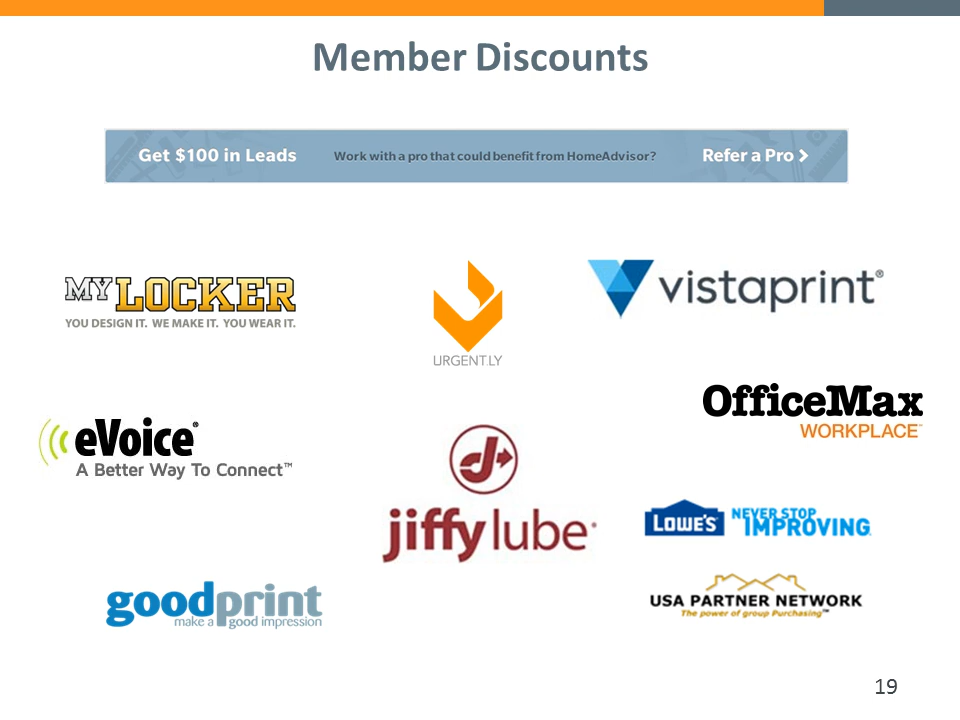 Member Discounts
Get $100 in Leads Work with a pro that could benefit from HomeAdvisor? Refer a Pro >
MY LOCKER
YOU DESIGN IT. WE MAKE IT. YOU WEAR IT.
URGENT.LY
vistaprint®
eVoice®
A Better Way To Connect™
OfficeMax
WORKPLACE™
jiffy lube®
LOWE'S NEVER STOP
IMPROVING
goodprint
make a good impression
USA PARTNER NETWORK
The power of group Purchasing™
19